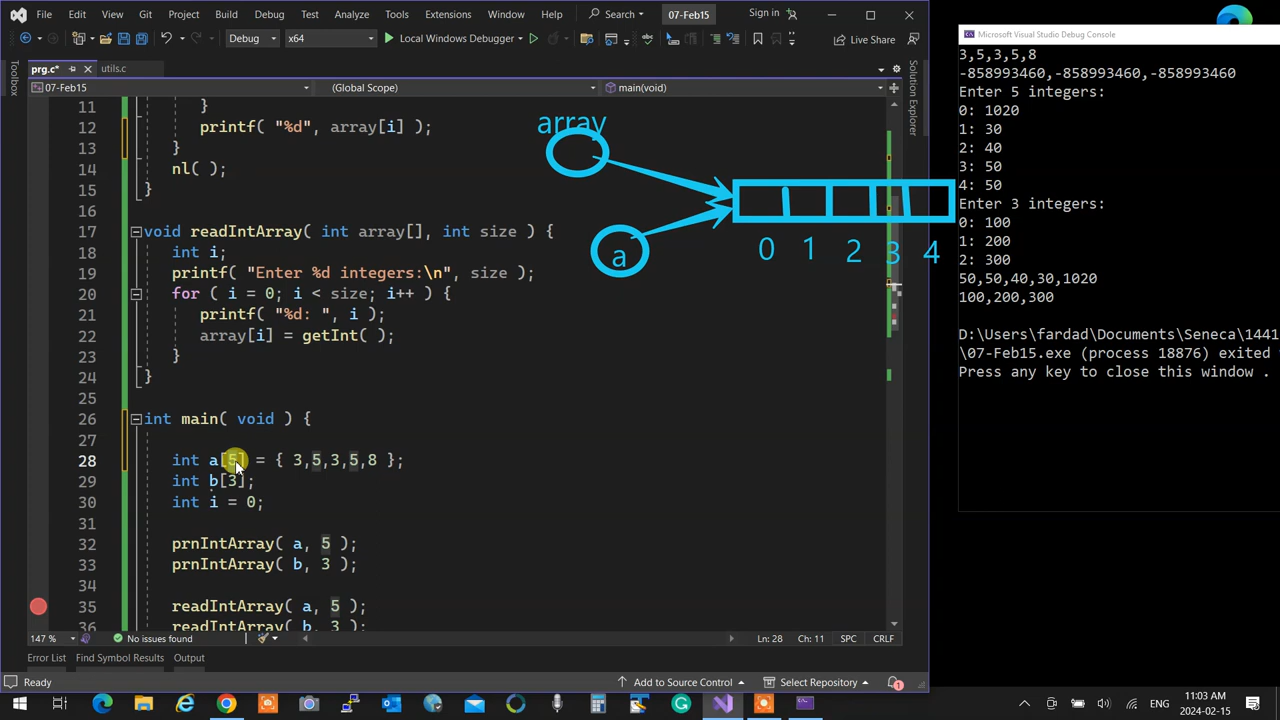 File Edit View Git Project Build Debug Test Analyze Tools Extensions Window Help Search 07-Feb15 Sign in
Debug x64 Local Windows Debugger Live Share
prg.c* utils.c
07-Feb15 (Global Scope) main(void)
Toolbox
Solution Explorer
11 }
12 printf( "%d", array[i] );
13 }
14 nl( );
15 }
16
17 void readIntArray( int array[], int size ) {
18 int i;
19 printf( "Enter %d integers:\n", size );
20 for ( i = 0; i < size; i++ ) {
21 printf( "%d: ", i );
22 array[i] = getInt( );
23 }
24 }
25
26 int main( void ) {
27
28 int a[5] = { 3,5,3,5,8 };
29 int b[3];
30 int i = 0;
31
32 prnIntArray( a, 5 );
33 prnIntArray( b, 3 );
34
35 readIntArray( a, 5 );
36 readIntArray( b, 3 );
array
a
0 1 2 3 4
147 % No issues found Ln: 28 Ch: 11 SPC CRLF
Error List Find Symbol Results Output
Ready Add to Source Control Select Repository 1
Microsoft Visual Studio Debug Console
3,5,3,5,8
-858993460,-858993460,-858993460
Enter 5 integers:
0: 1020
1: 30
2: 40
3: 50
4: 50
Enter 3 integers:
0: 100
1: 200
2: 300
50,50,40,30,1020
100,200,300
D:\Users\fardad\Documents\Seneca\1441
\07-Feb15.exe (process 18876) exited
Press any key to close this window .
ENG
11:03 AM
2024-02-15